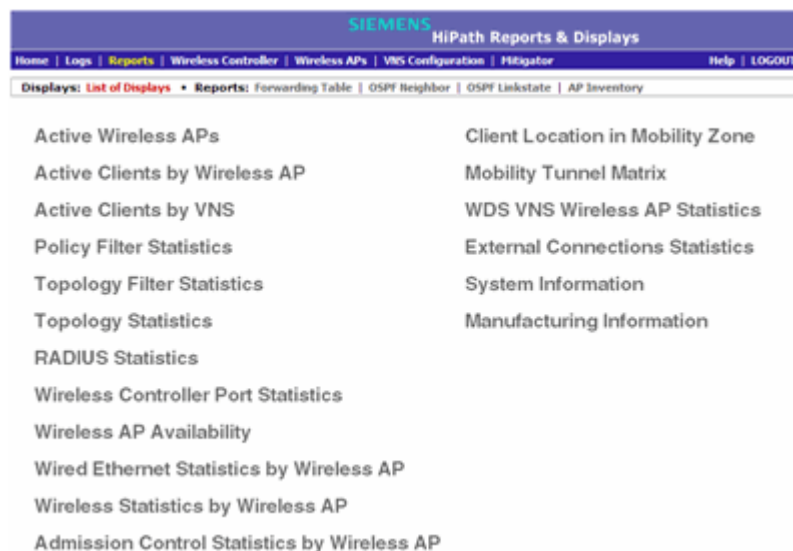 SIEMENS
HiPath Reports & Displays
Home | Logs | Reports | Wireless Controller | Wireless APs | VNS Configuration | Mitigator Help | LOGOUT
Displays: List of Displays • Reports: Forwarding Table | OSPF Neighbor | OSPF Linkstate | AP Inventory
Active Wireless APs
Active Clients by Wireless AP
Active Clients by VNS
Policy Filter Statistics
Topology Filter Statistics
Topology Statistics
RADIUS Statistics
Wireless Controller Port Statistics
Wireless AP Availability
Wired Ethernet Statistics by Wireless AP
Wireless Statistics by Wireless AP
Admission Control Statistics by Wireless AP
Client Location in Mobility Zone
Mobility Tunnel Matrix
WDS VNS Wireless AP Statistics
External Connections Statistics
System Information
Manufacturing Information